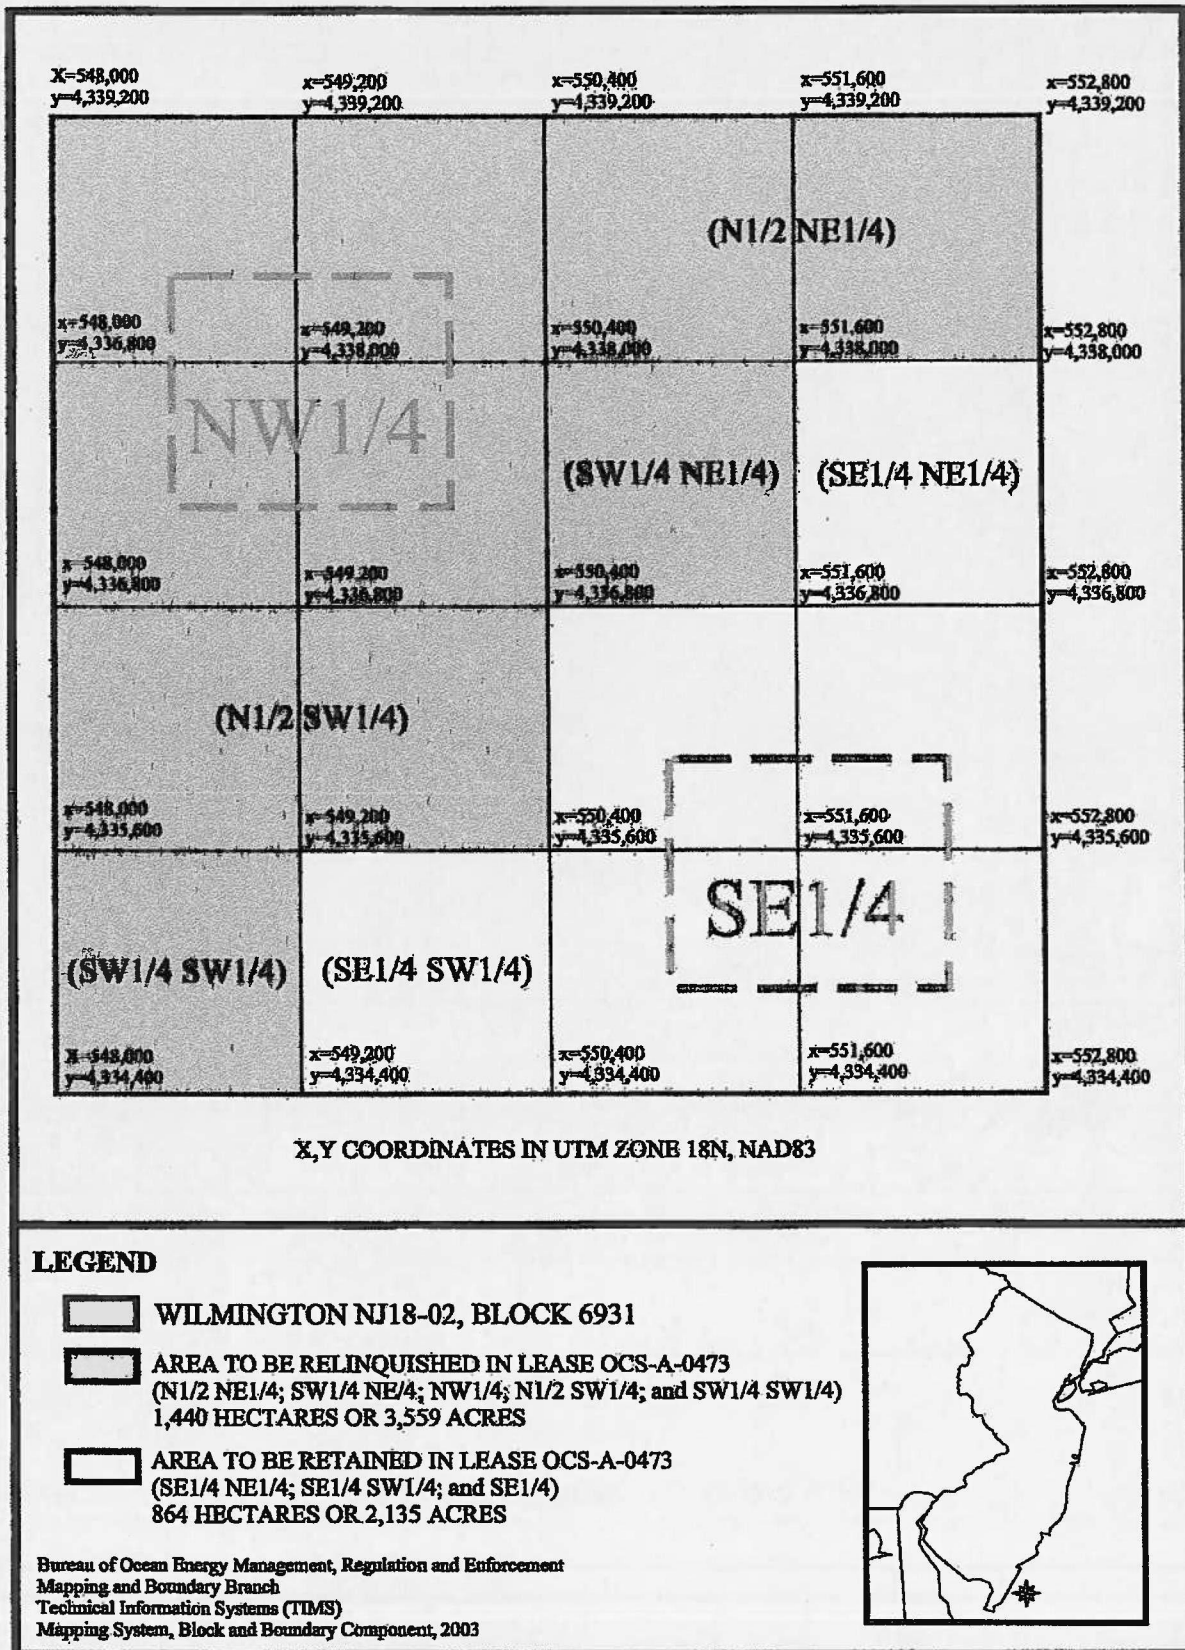 X=548,000
y=4,339,200
x=549,200
y=4,339,200
x=550,400
y=4,339,200
x=551,600
y=4,339,200
x=552,800
y=4,339,200
(N1/2 NE1/4)
x=548,000
y=4,336,800
x=549,200
y=4,338,000
x=550,400
y=4,338,000
x=551,600
y=4,338,000
x=552,800
y=4,338,000
NW1/4
(SW1/4 NE1/4)
(SE1/4 NE1/4)
x=548,000
y=4,336,800
x=549,200
y=4,336,800
x=550,400
y=4,336,800
x=551,600
y=4,336,800
x=552,800
y=4,336,800
(N1/2 SW1/4)
x=548,000
y=4,335,600
x=549,200
y=4,335,600
x=550,400
y=4,335,600
x=551,600
y=4,335,600
x=552,800
y=4,335,600
SE1/4
(SW1/4 SW1/4)
(SE1/4 SW1/4)
X=548,000
y=4,334,400
x=549,200
y=4,334,400
x=550,400
y=4,334,400
x=551,600
y=4,334,400
x=552,800
y=4,334,400
X,Y COORDINATES IN UTM ZONE 18N, NAD83
LEGEND
WILMINGTON NJ18-02, BLOCK 6931
AREA TO BE RELINQUISHED IN LEASE OCS-A-0473
(N1/2 NE1/4; SW1/4 NE/4; NW1/4; N1/2 SW1/4; and SW1/4 SW1/4)
1,440 HECTARES OR 3,559 ACRES
AREA TO BE RETAINED IN LEASE OCS-A-0473
(SE1/4 NE1/4; SE1/4 SW1/4; and SE1/4)
864 HECTARES OR 2,135 ACRES
Bureau of Ocean Energy Management, Regulation and Enforcement
Mapping and Boundary Branch
Technical Information Systems (TIMS)
Mapping System, Block and Boundary Component, 2003